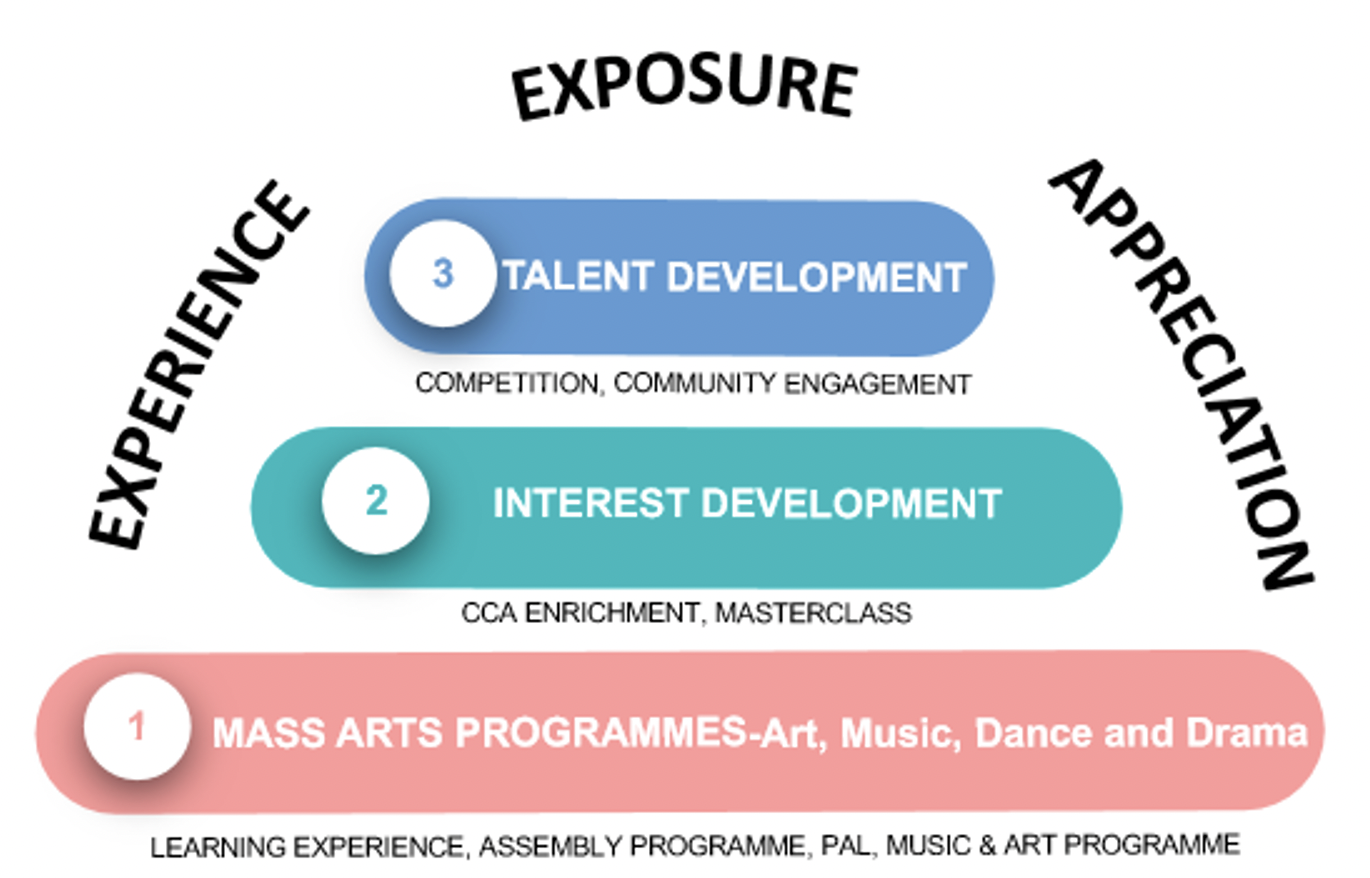 EXPOSURE
EXPERIENCE
APPRECIATION
3 TALENT DEVELOPMENT
COMPETITION, COMMUNITY ENGAGEMENT
2 INTEREST DEVELOPMENT
CCA ENRICHMENT, MASTERCLASS
1 MASS ARTS PROGRAMMES-Art, Music, Dance and Drama
LEARNING EXPERIENCE, ASSEMBLY PROGRAMME, PAL, MUSIC & ART PROGRAMME